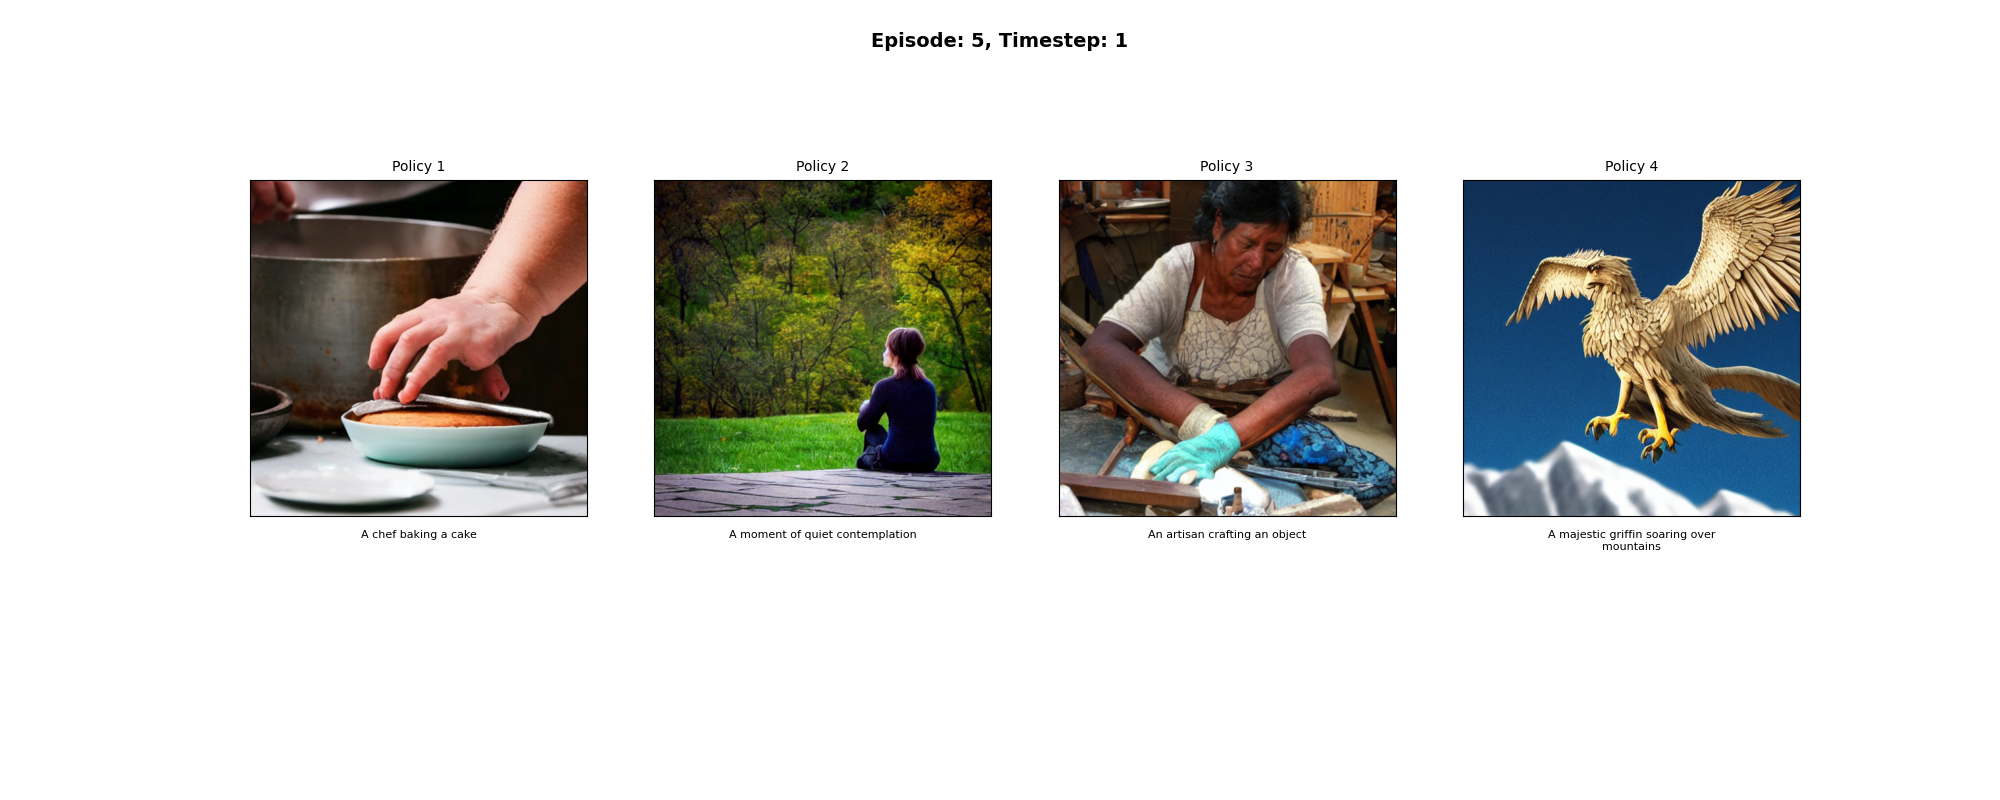 Episode: 5, Timestep: 1
Policy 1
Policy 2
Policy 3
Policy 4
A chef baking a cake
A moment of quiet contemplation
An artisan crafting an object
A majestic griffin soaring over
mountains